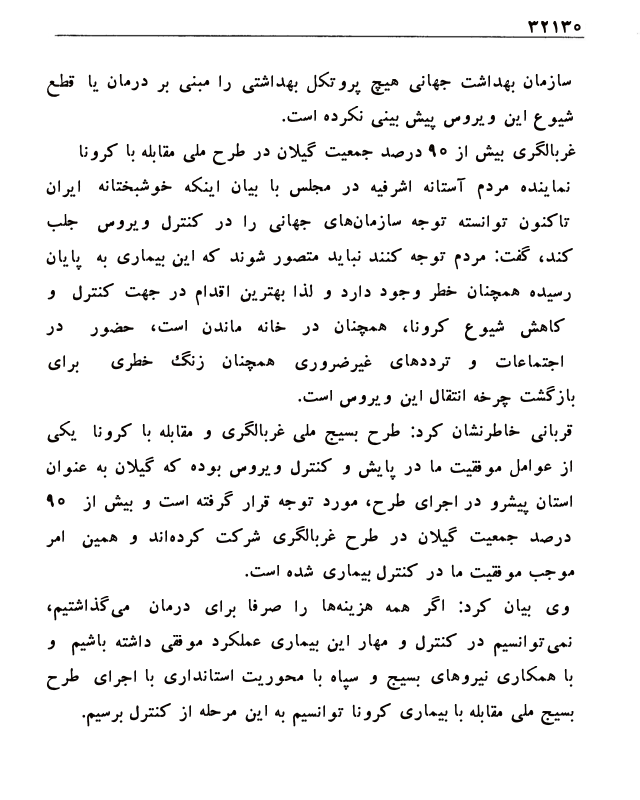 ۳۲۱۳۰
سازمان بهداشت جهانی هیچ پروتکل بهداشتی را مبنی بر درمان یا قطع
شیوع این ویروس پیش بینی نکرده است.
غربالگری بیش از ۹۰ درصد جمعیت گیلان در طرح ملی مقابله با کرونا
نماینده مردم آستانه اشرفیه در مجلس با بیان اینکه خوشبختانه ایران
تاکنون توانسته توجه سازمان‌های جهانی را در کنترل ویروس جلب
کند، گفت: مردم توجه کنند نباید متصور شوند که این بیماری به پایان
رسیده همچنان خطر وجود دارد و لذا بهترین اقدام در جهت کنترل و
کاهش شیوع کرونا، همچنان در خانه ماندن است، حضور در
اجتماعات و ترددهای غیرضروری همچنان زنگ خطری برای
بازگشت چرخه انتقال این ویروس است.
قربانی خاطرنشان کرد: طرح بسیج ملی غربالگری و مقابله با کرونا یکی
از عوامل موفقیت ما در پایش و کنترل ویروس بوده که گیلان به عنوان
استان پیشرو در اجرای طرح، مورد توجه قرار گرفته است و بیش از ۹۰
درصد جمعیت گیلان در طرح غربالگری شرکت کرده‌اند و همین امر
موجب موفقیت ما در کنترل بیماری شده است.
وی بیان کرد: اگر همه هزینه‌ها را صرفا برای درمان می‌گذاشتیم،
نمی‌توانسیم در کنترل و مهار این بیماری عملکرد موفقی داشته باشیم و
با همکاری نیروهای بسیج و سپاه با محوریت استانداری با اجرای طرح
بسیج ملی مقابله با بیماری کرونا توانسیم به این مرحله از کنترل برسیم.